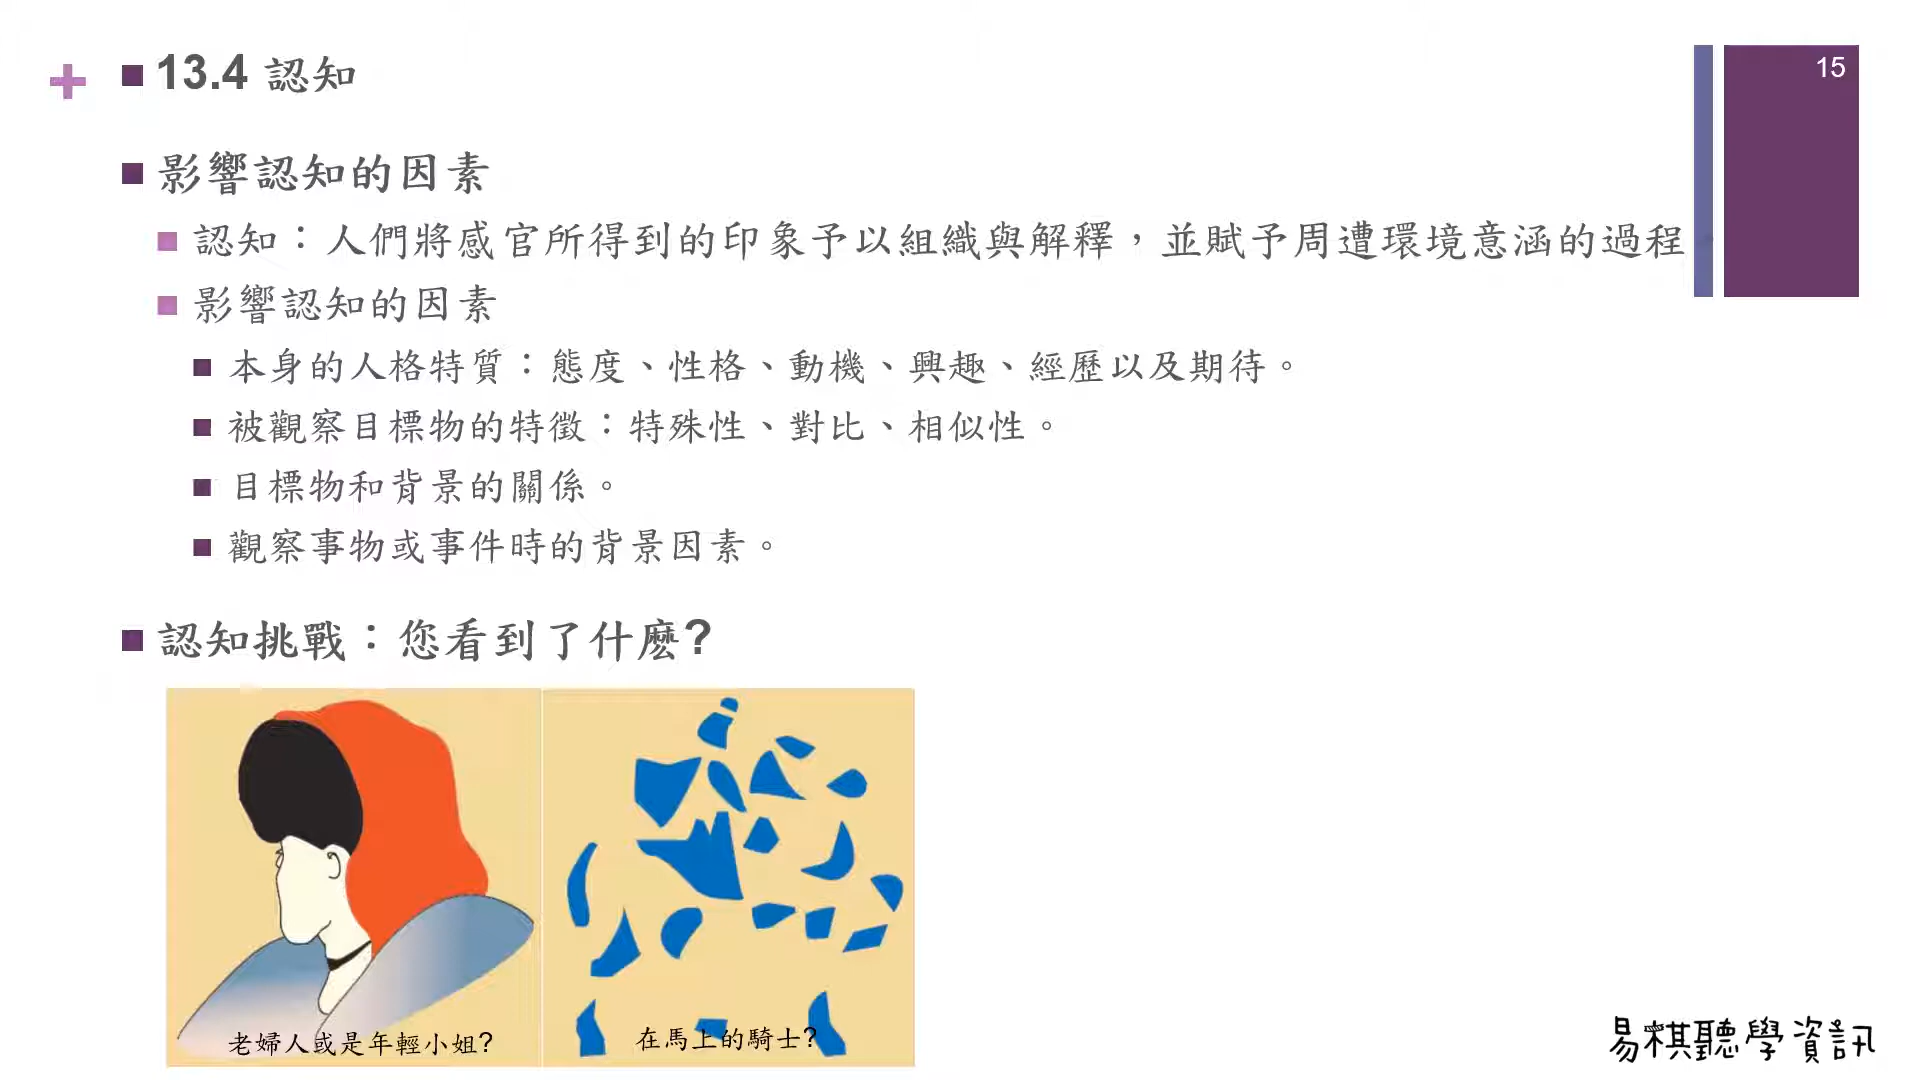 13.4 認知
15
影響認知的因素
認知：人們將感官所得到的印象予以組織與解釋，並賦予周遭環境意涵的過程
影響認知的因素
本身的人格特質：態度、性格、動機、興趣、經歷以及期待。
被觀察目標物的特徵：特殊性、對比、相似性。
目標物和背景的關係。
觀察事物或事件時的背景因素。
認知挑戰：您看到了什麼?
老婦人或是年輕小姐?
在馬上的騎士?
易棋聽學資訊